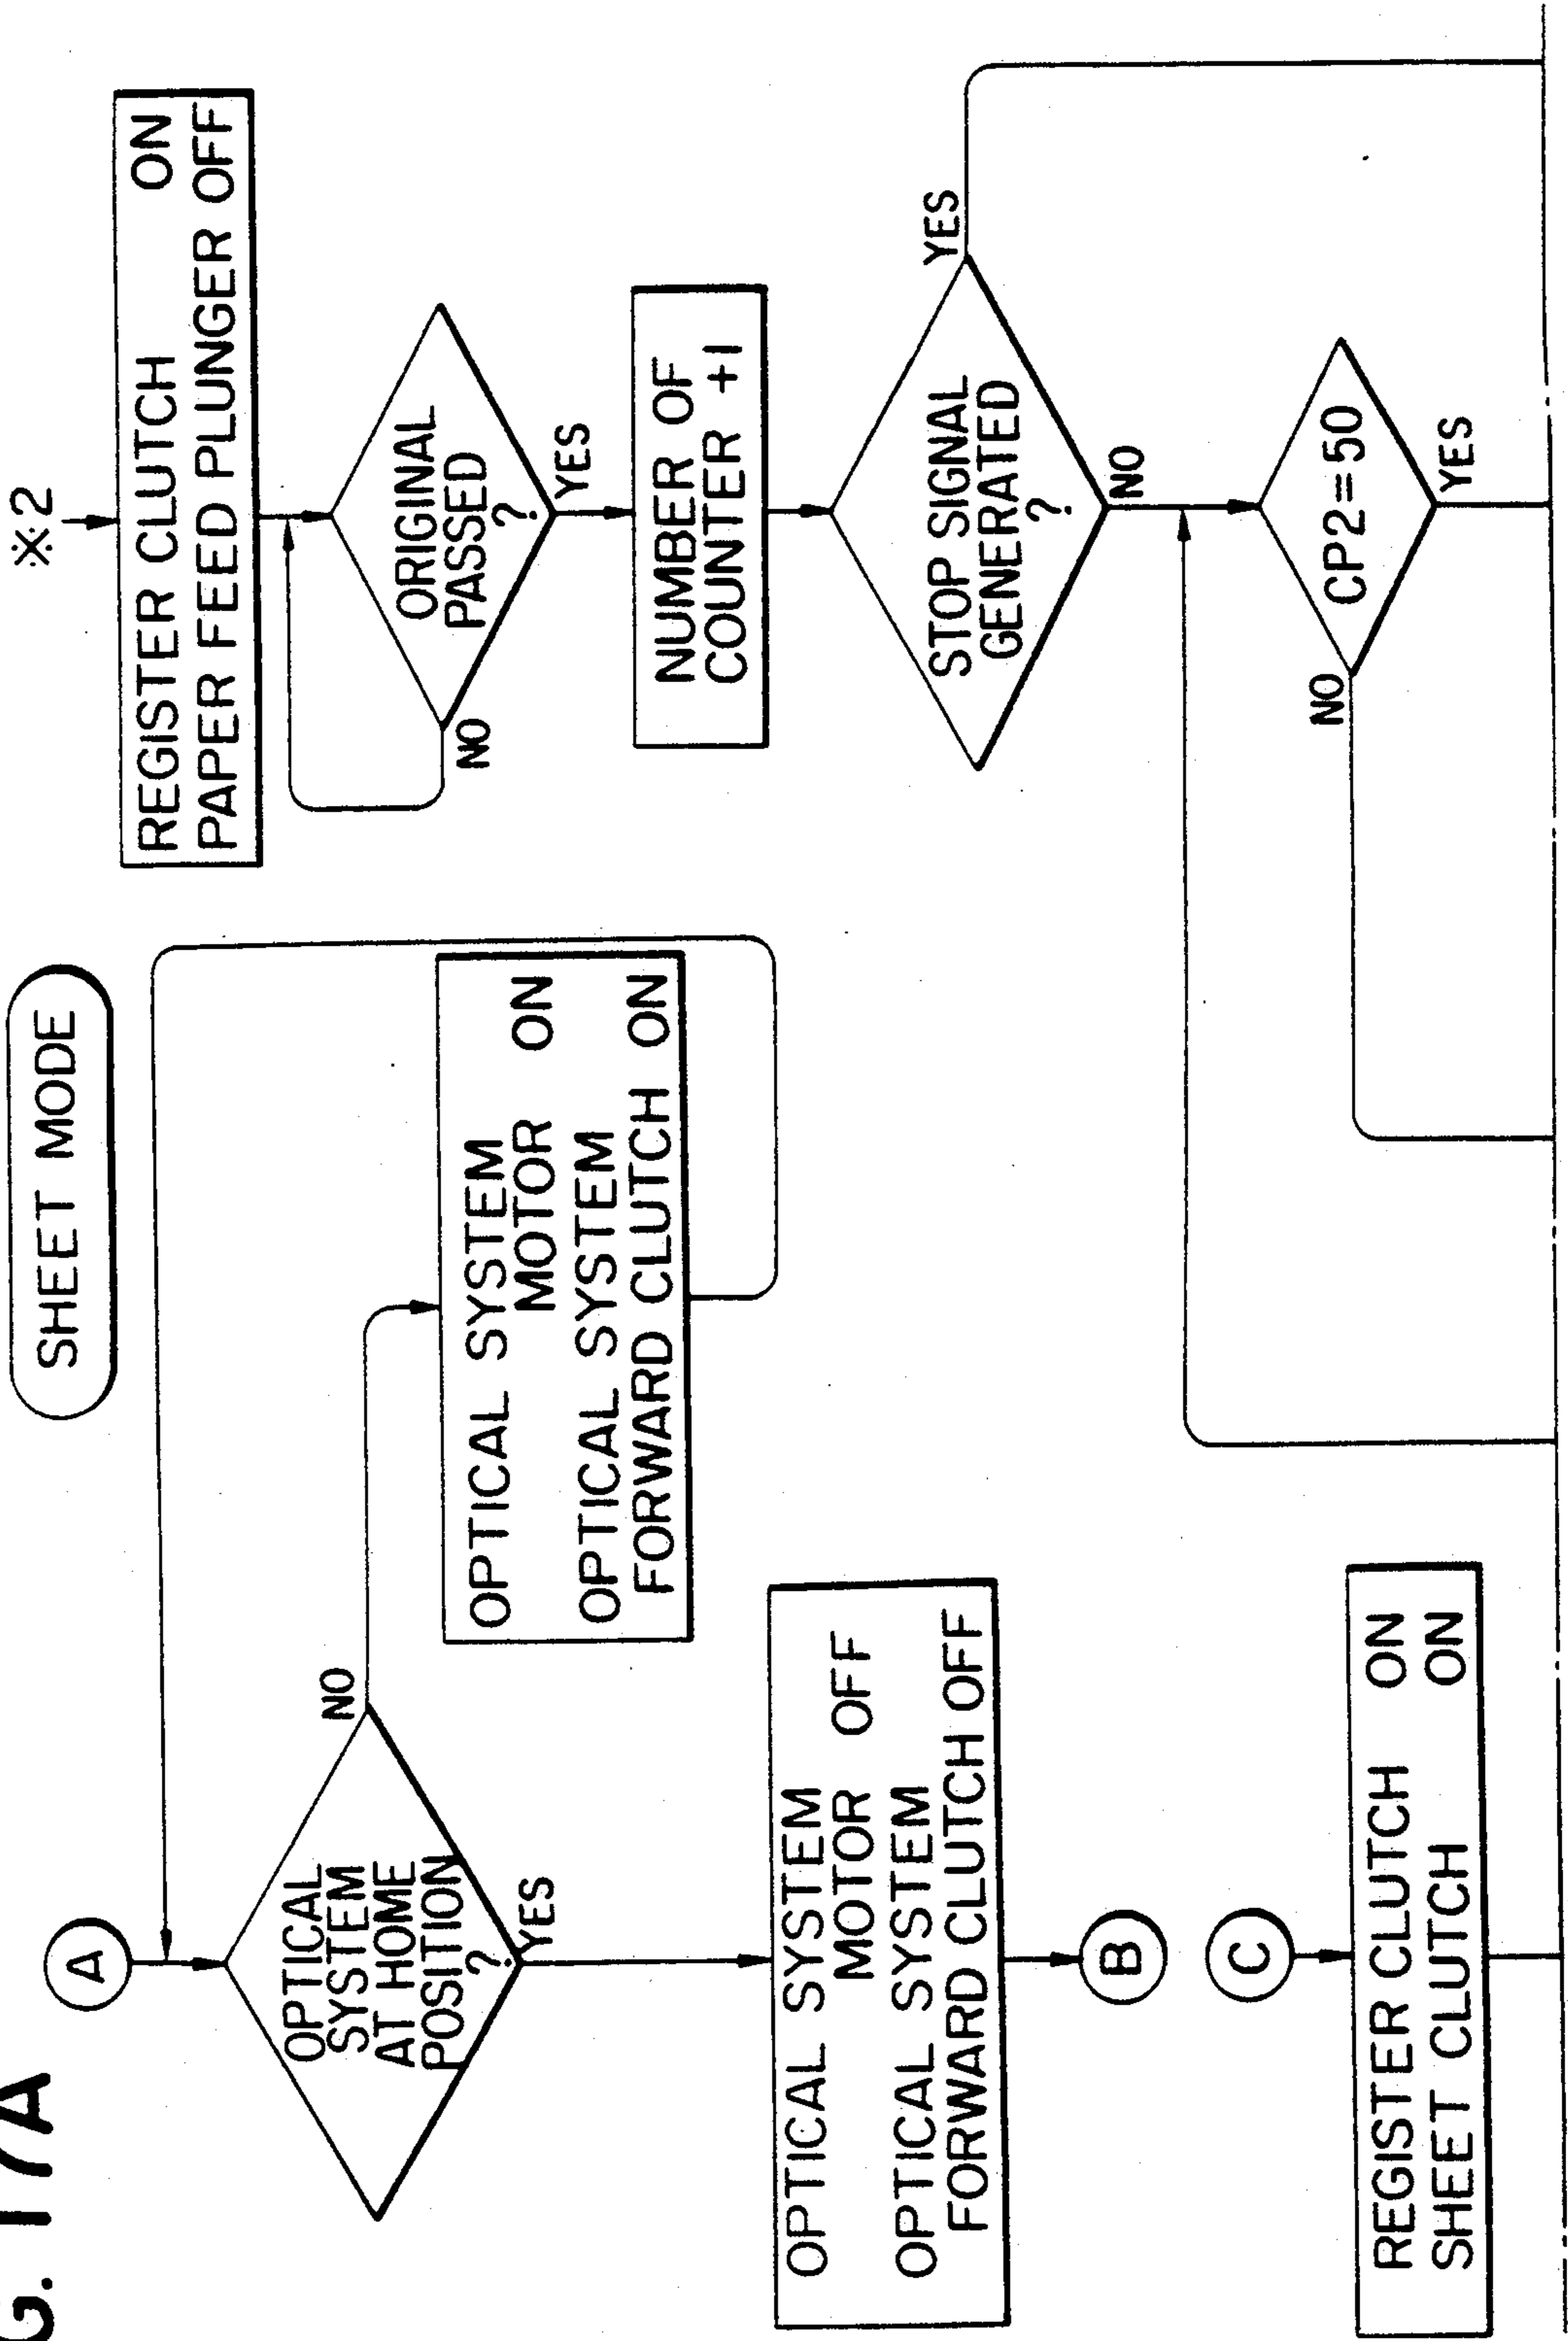 G. 17A
SHEET MODE
A
OPTICAL
SYSTEM
AT HOME
POSITION
?
NO
YES
OPTICAL SYSTEM
MOTOR ON
OPTICAL SYSTEM
FORWARD CLUTCH ON
OPTICAL SYSTEM
MOTOR OFF
OPTICAL SYSTEM
FORWARD CLUTCH OFF
B
C
REGISTER CLUTCH ON
SHEET CLUTCH ON
※2
REGISTER CLUTCH ON
PAPER FEED PLUNGER OFF
ORIGINAL
PASSED
?
NO
YES
NUMBER OF
COUNTER +1
STOP SIGNAL
GENERATED
?
YES
NO
CP2=50
NO
YES